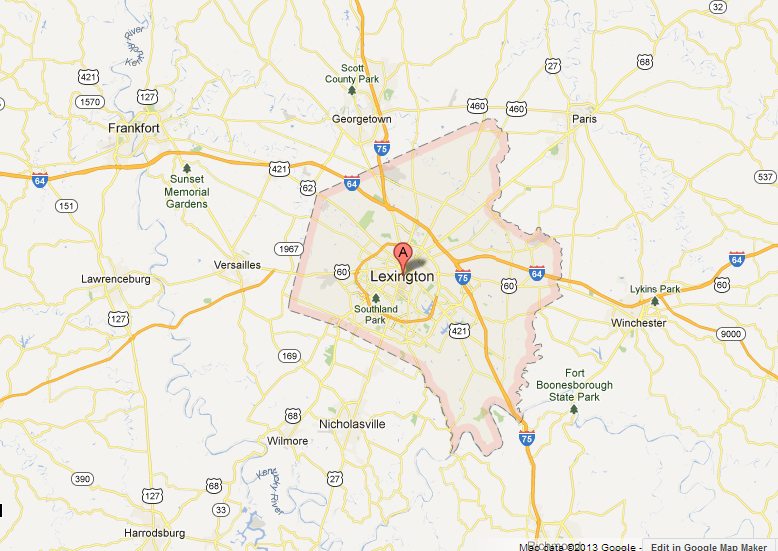 32
River
Kentucky
Scott
County Park
27
68
421
1570
127
460
460
Georgetown
Paris
Frankfort
75
421
64
64
Sunset
Memorial
Gardens
62
537
151
1967
Versailles
60
A
Lexington
75
64
64
60
60
Lawrenceburg
Lykins Park
Southland
Park
127
421
Winchester
9000
169
Fort
Boonesborough
State Park
68
Nicholasville
Wilmore
75
Kentucky River
27
390
68
127
33
Harrodsburg
Richmond
Map data ©2013 Google -
Edit in Google Map Maker